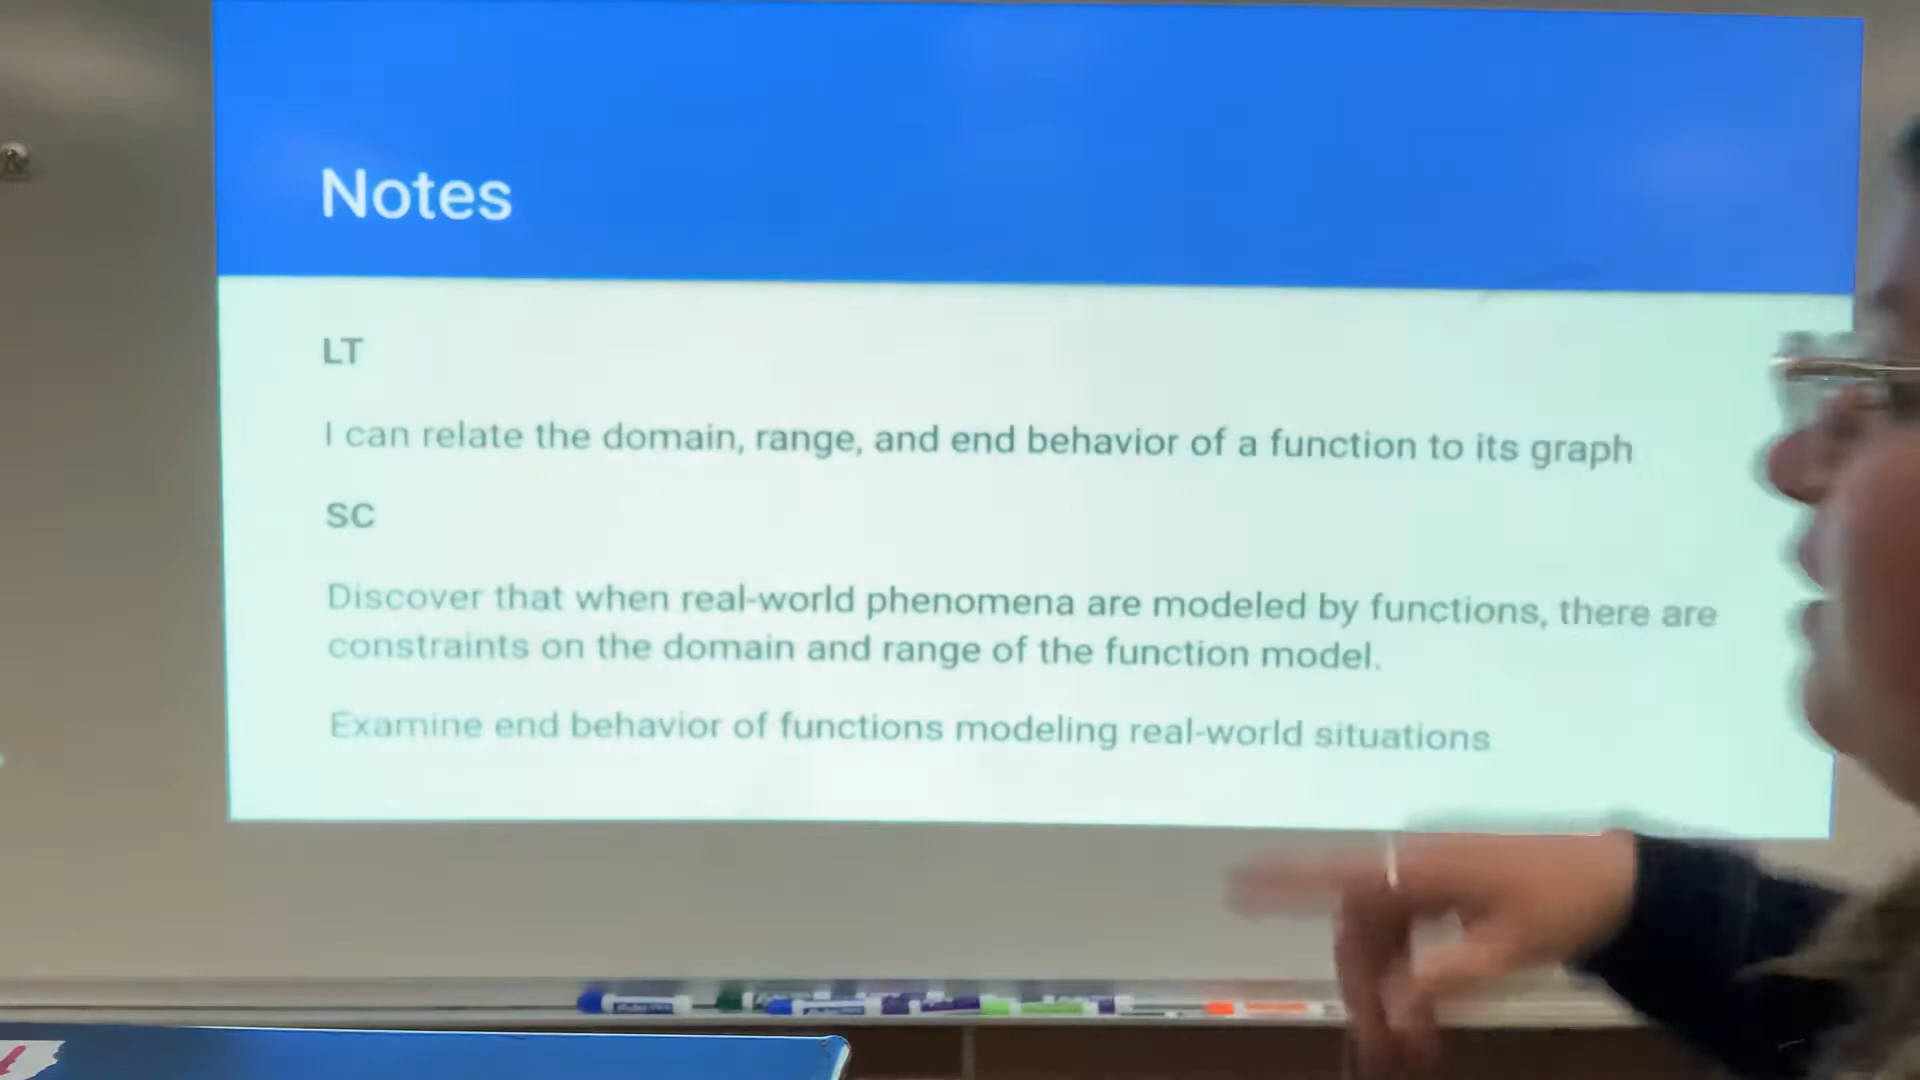 Notes
LT
I can relate the domain, range, and end behavior of a function to its graph
SC
Discover that when real-world phenomena are modeled by functions, there are
constraints on the domain and range of the function model.
Examine end behavior of functions modeling real-world situations